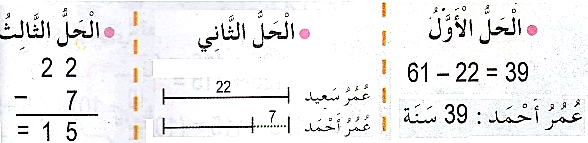 الْحَلُّ الْأَوَّلُ
61 – 22 = 39
عُمُرُ أَحْمَد : 39 سَنَة
الْحَلُّ الثَّانِي
22
عُمُرُ سَعِيد
7
عُمُرُ أَحْمَد
الْحَلُّ الثَّالِثُ
2 2
– 7
= 1 5